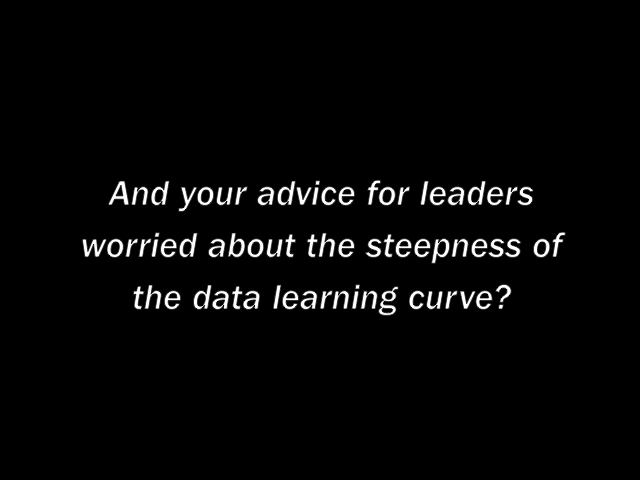 And your advice for leaders
worried about the steepness of
the data learning curve?